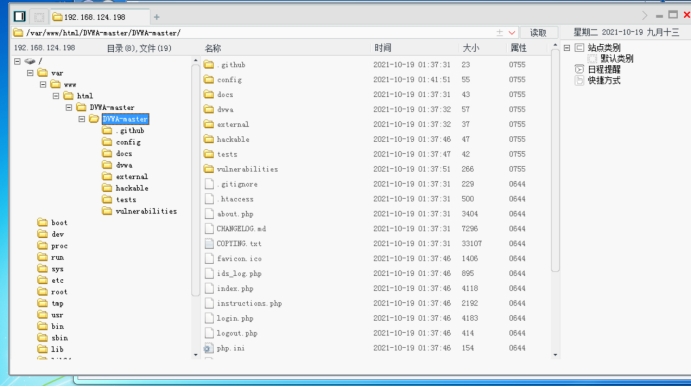 192.168.124.198
/var/www/html/DVWA-master/DVWA-master/
读取
星期二 2021-10-19 九月十三
192.168.124.198 目录(8),文件(19) 名称 时间 大小 属性
/
var
www
html
DVWA-master
DVWA-master
.github
config
docs
dvwa
external
hackable
tests
vulnerabilities
boot
dev
proc
run
sys
etc
root
tmp
usr
bin
sbin
lib
.github 2021-10-19 01:37:31 23 0755
config 2021-10-19 01:41:51 55 0755
docs 2021-10-19 01:37:31 43 0755
dvwa 2021-10-19 01:37:32 57 0755
external 2021-10-19 01:37:32 37 0755
hackable 2021-10-19 01:37:46 47 0755
tests 2021-10-19 01:37:47 42 0755
vulnerabilities 2021-10-19 01:37:51 266 0755
.gitignore 2021-10-19 01:37:31 229 0644
.htaccess 2021-10-19 01:37:31 500 0644
about.php 2021-10-19 01:37:31 3404 0644
CHANGELOG.md 2021-10-19 01:37:31 7296 0644
COPYING.txt 2021-10-19 01:37:31 33107 0644
favicon.ico 2021-10-19 01:37:46 1406 0644
ids_log.php 2021-10-19 01:37:46 895 0644
index.php 2021-10-19 01:37:46 4118 0644
instructions.php 2021-10-19 01:37:46 2192 0644
login.php 2021-10-19 01:37:46 4183 0644
logout.php 2021-10-19 01:37:46 414 0644
php.ini 2021-10-19 01:37:46 154 0644
站点类别
默认类别
日程提醒
快捷方式